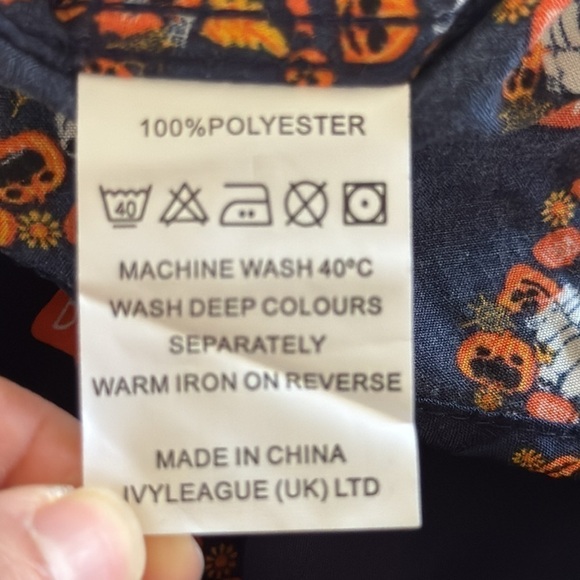 100%POLYESTER
40
MACHINE WASH 40°C
WASH DEEP COLOURS
SEPARATELY
WARM IRON ON REVERSE
MADE IN CHINA
IVYLEAGUE (UK) LTD